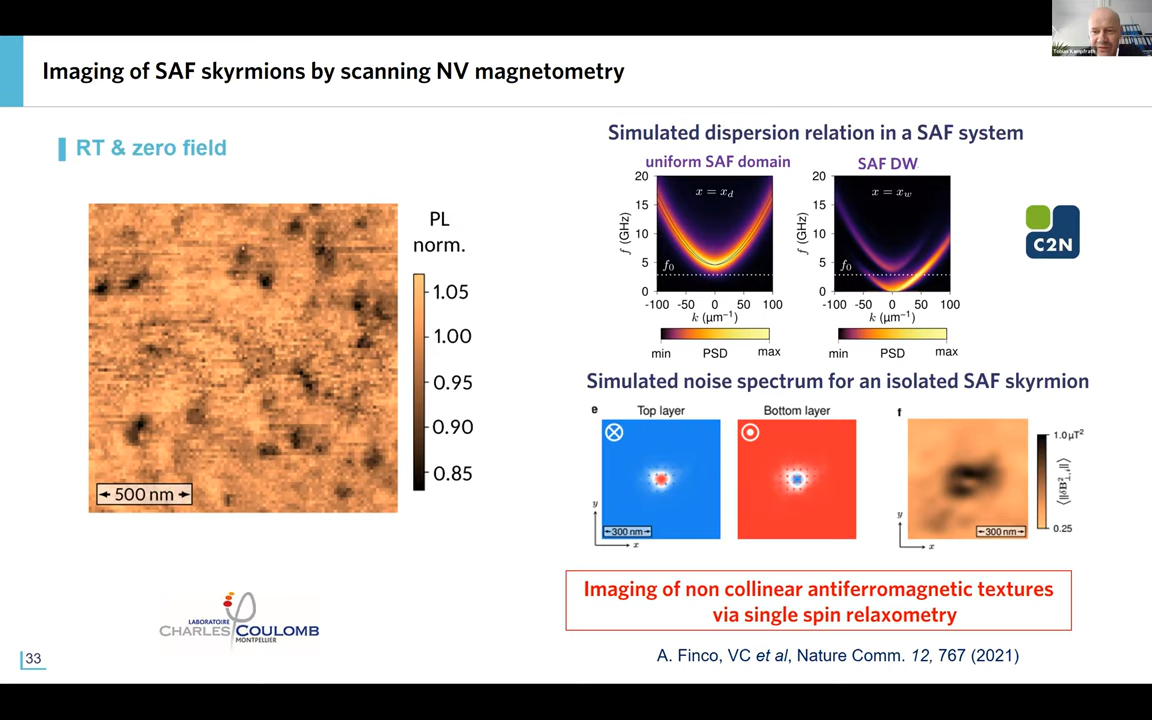 Tobias Kampfrath
Imaging of SAF skyrmions by scanning NV magnetometry
RT & zero field
PL
norm.
1.05
1.00
0.95
0.90
0.85
500 nm
Simulated dispersion relation in a SAF system
uniform SAF domain
SAF DW
20
15
10
5
0
f (GHz)
x = x_d
f_0
-100 -50 0 50 100
k (µm⁻¹)
min PSD max
20
15
10
5
0
f (GHz)
x = x_w
f_0
-100 -50 0 50 100
k (µm⁻¹)
min PSD max
C2N
Simulated noise spectrum for an isolated SAF skyrmion
e
Top layer
Bottom layer
f
300 nm
y
x
300 nm
y
x
1.0 µT²
0.25
LABORATOIRE
CHARLES COULOMB
MONTPELLIER
Imaging of non collinear antiferromagnetic textures
via single spin relaxometry
A. Finco, VC et al, Nature Comm. 12, 767 (2021)
33